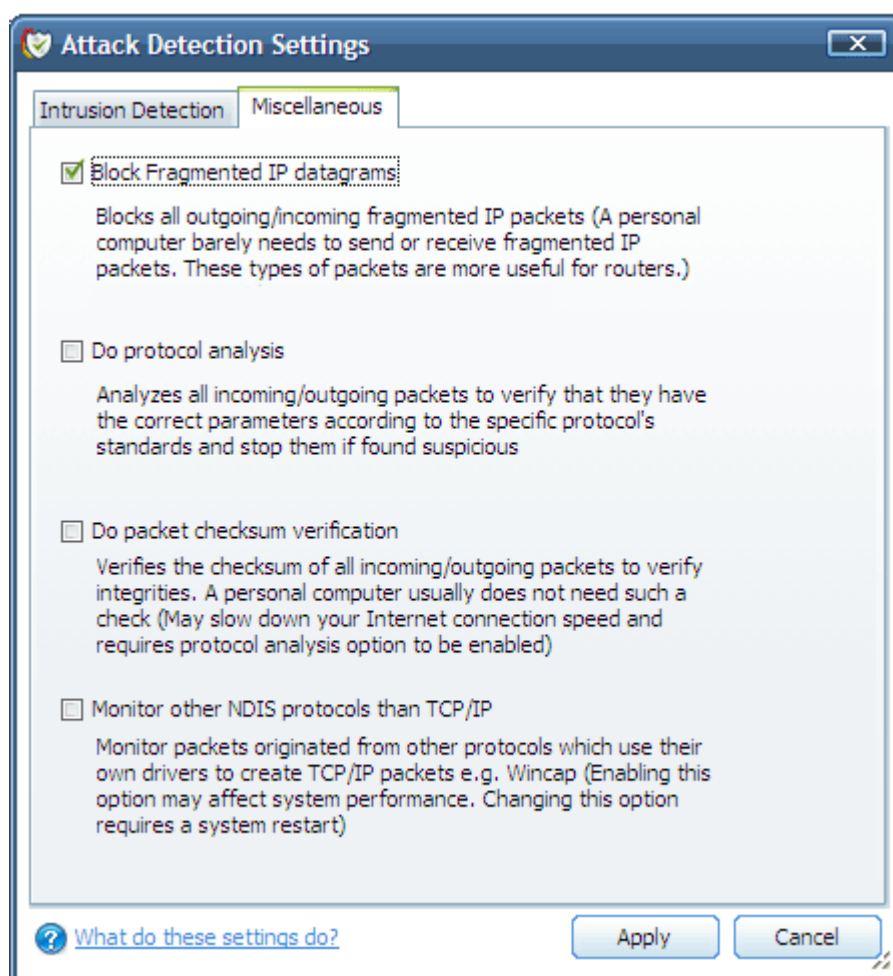 Attack Detection Settings
Intrusion Detection
Miscellaneous
Block Fragmented IP datagrams
Blocks all outgoing/incoming fragmented IP packets (A personal
computer barely needs to send or receive fragmented IP
packets. These types of packets are more useful for routers.)
Do protocol analysis
Analyzes all incoming/outgoing packets to verify that they have
the correct parameters according to the specific protocol's
standards and stop them if found suspicious
Do packet checksum verification
Verifies the checksum of all incoming/outgoing packets to verify
integrities. A personal computer usually does not need such a
check (May slow down your Internet connection speed and
requires protocol analysis option to be enabled)
Monitor other NDIS protocols than TCP/IP
Monitor packets originated from other protocols which use their
own drivers to create TCP/IP packets e.g. Wincap (Enabling this
option may affect system performance. Changing this option
requires a system restart)
What do these settings do?
Apply
Cancel